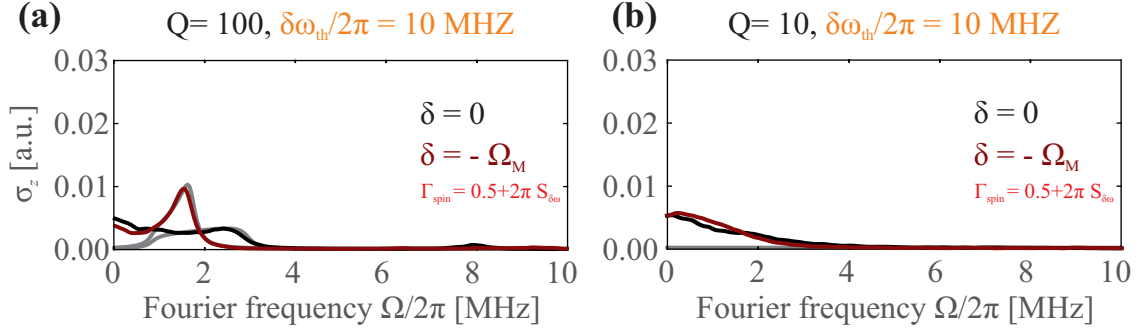 (a)
Q= 100, δω_th/2π = 10 MHZ
0.03
0.02
0.01
0.00
σ_z [a.u.]
δ = 0
δ = - Ω_M
Γ_spin = 0.5+2π S_δω
0 2 4 6 8 10
Fourier frequency Ω/2π [MHz]
(b)
Q= 10, δω_th/2π = 10 MHZ
0.03
0.02
0.01
0.00
δ = 0
δ = - Ω_M
Γ_spin = 0.5+2π S_δω
0 2 4 6 8 10
Fourier frequency Ω/2π [MHz]